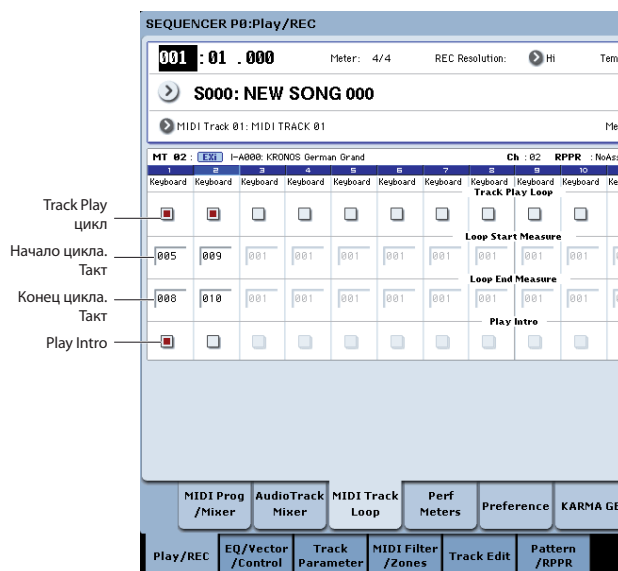 SEQUENCER P0:Play/REC
001 : 01 . 000 Meter: 4/4 REC Resolution: Hi Tem
S000: NEW SONG 000
MIDI Track 01: MIDI TRACK 01 Me
MT 02 : EXi I-A000: KRONOS German Grand Ch : 02 RPPR : NoAs
1 2 3 4 5 6 7 8 9 10
Keyboard Keyboard Keyboard Keyboard Keyboard Keyboard Keyboard Keyboard Keyboard Keyboard Ke
Track Play Loop
Track Play
цикл
Loop Start Measure
Начало цикла.
Такт
005 009 001 001 001 001 001 001 001 001
Loop End Measure
Конец цикла.
Такт
008 010 001 001 001 001 001 001 001 001
Play Intro
Play Intro
MIDI Prog
/Mixer
AudioTrack
Mixer
MIDI Track
Loop
Perf
Meters
Preference
KARMA GE
Play/REC
EQ/Vector
/Control
Track
Parameter
MIDI Filter
/Zones
Track Edit
Pattern
/RPPR